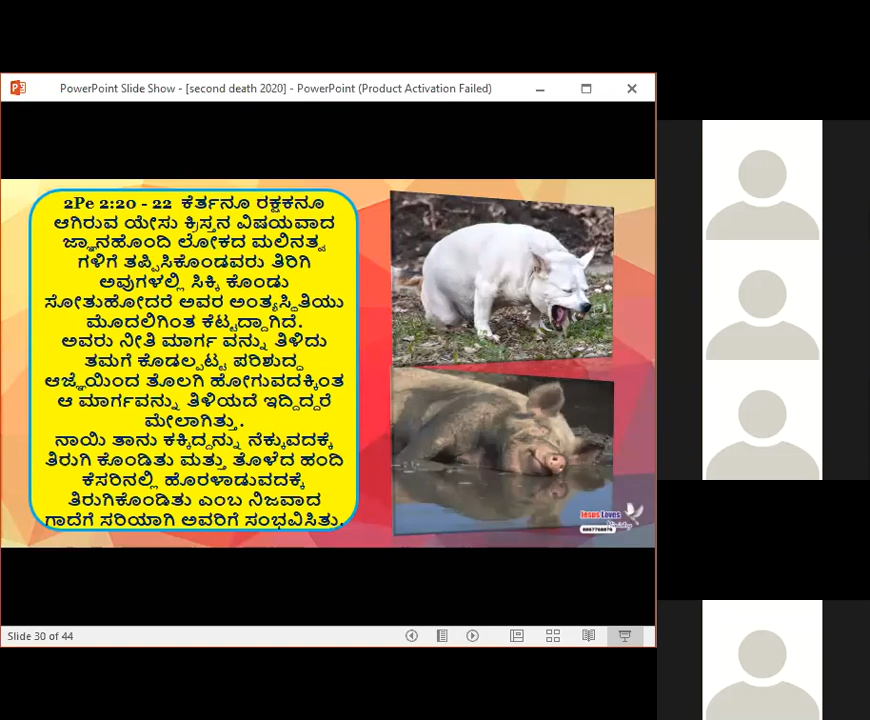 PowerPoint Slide Show - [second death 2020] - PowerPoint (Product Activation Failed)
2Pe 2:20 - 22 ಕರ್ತನೂ ರಕ್ಷಕನೂ
ಆಗಿರುವ ಯೇಸು ಕ್ರಿಸ್ತನ ವಿಷಯವಾದ
ಜ್ಞಾನಹೊಂದಿ ಲೋಕದ ಮಲಿನತ್ವ
ಗಳಿಗೆ ತಪ್ಪಿಸಿಕೊಂಡವರು ತಿರಿಗಿ
ಅವುಗಳಲ್ಲಿ ಸಿಕ್ಕಿ ಕೊಂಡು
ಸೋತುಹೋದರೆ ಅವರ ಅಂತ್ಯಸ್ಥಿತಿಯು
ಮೊದಲಿಗಿಂತ ಕೆಟ್ಟದ್ದಾಗಿದೆ.
ಅವರು ನೀತಿ ಮಾರ್ಗ ವನ್ನು ತಿಳಿದು
ತಮಗೆ ಕೊಡಲ್ಪಟ್ಟ ಪರಿಶುದ್ಧ
ಆಜ್ಞೆಯಿಂದ ತೊಲಗಿ ಹೋಗುವದಕ್ಕಿಂತ
ಆ ಮಾರ್ಗವನ್ನು ತಿಳಿಯದೆ ಇದ್ದಿದ್ದರೆ
ಮೇಲಾಗಿತ್ತು.
ನಾಯಿ ತಾನು ಕಕ್ಕಿದ್ದನ್ನು ನೆಕ್ಕುವದಕ್ಕೆ
ತಿರುಗಿ ಕೊಂಡಿತು ಮತ್ತು ತೊಳೆದ ಹಂದಿ
ಕೆಸರಿನಲ್ಲಿ ಹೊರಳಾಡುವದಕ್ಕೆ
ತಿರುಗಿಕೊಂಡಿತು ಎಂಬ ನಿಜವಾದ
ಗಾದೆಗೆ ಸರಿಯಾಗಿ ಅವರಿಗೆ ಸಂಭವಿಸಿತು.
Jesus Loves
Ministry
Slide 30 of 44